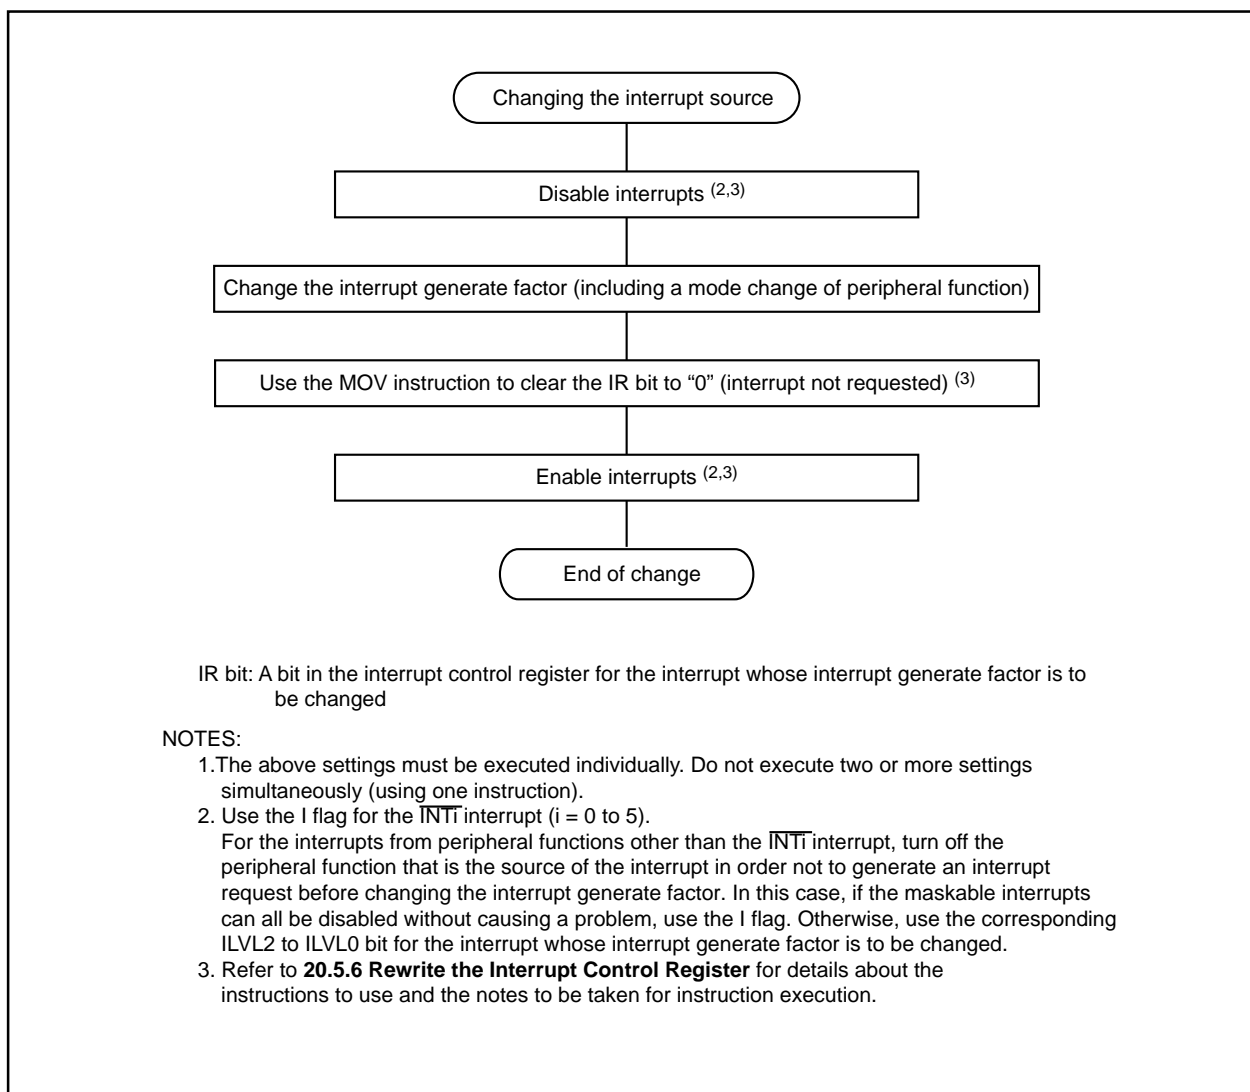 Changing the interrupt source
Disable interrupts (2,3)
Change the interrupt generate factor (including a mode change of peripheral function)
Use the MOV instruction to clear the IR bit to “0” (interrupt not requested) (3)
Enable interrupts (2,3)
End of change
IR bit: A bit in the interrupt control register for the interrupt whose interrupt generate factor is to
be changed
NOTES:
1.The above settings must be executed individually. Do not execute two or more settings
simultaneously (using one instruction).
2. Use the I flag for the INTi interrupt (i = 0 to 5).
For the interrupts from peripheral functions other than the INTi interrupt, turn off the
peripheral function that is the source of the interrupt in order not to generate an interrupt
request before changing the interrupt generate factor. In this case, if the maskable interrupts
can all be disabled without causing a problem, use the I flag. Otherwise, use the corresponding
ILVL2 to ILVL0 bit for the interrupt whose interrupt generate factor is to be changed.
3. Refer to 20.5.6 Rewrite the Interrupt Control Register for details about the
instructions to use and the notes to be taken for instruction execution.